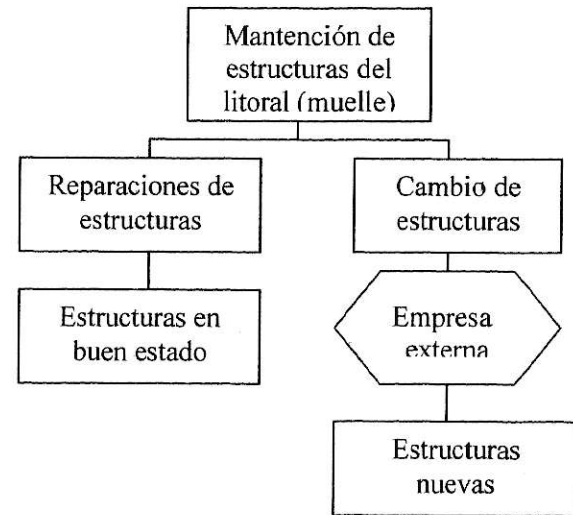 Mantención de
estructuras del
litoral (muelle)
Reparaciones de
estructuras
Cambio de
estructuras
Estructuras en
buen estado
Empresa
externa
Estructuras
nuevas